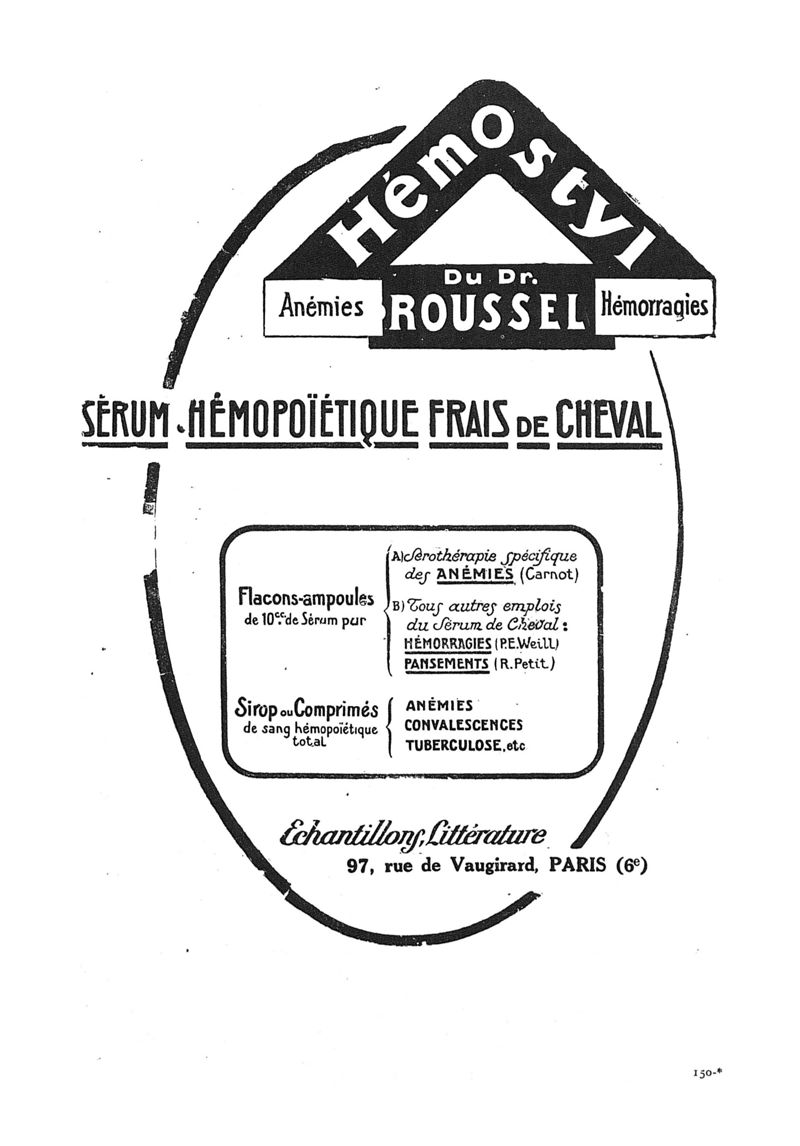 Hémostyl
Du Dr.
Anémies ROUSSEL Hémorragies
SÉRUM HÉMOPOÏÉTIQUE FRAIS DE CHEVAL
Flacons-ampoules
de 10cc de Sérum pur
A) Serothérapie spécifique
des ANÉMIES (Carnot)
B) Tous autres emplois
du Sérum de Cheval :
HÉMORRAGIES (P.E.Weill)
PANSEMENTS (R.Petit)
Sirop ou Comprimés
de sang hémopoïétique
total
ANÉMIES
CONVALESCENCES
TUBERCULOSE, etc
Echantillons, Littérature
97, rue de Vaugirard, PARIS (6e)
150-*